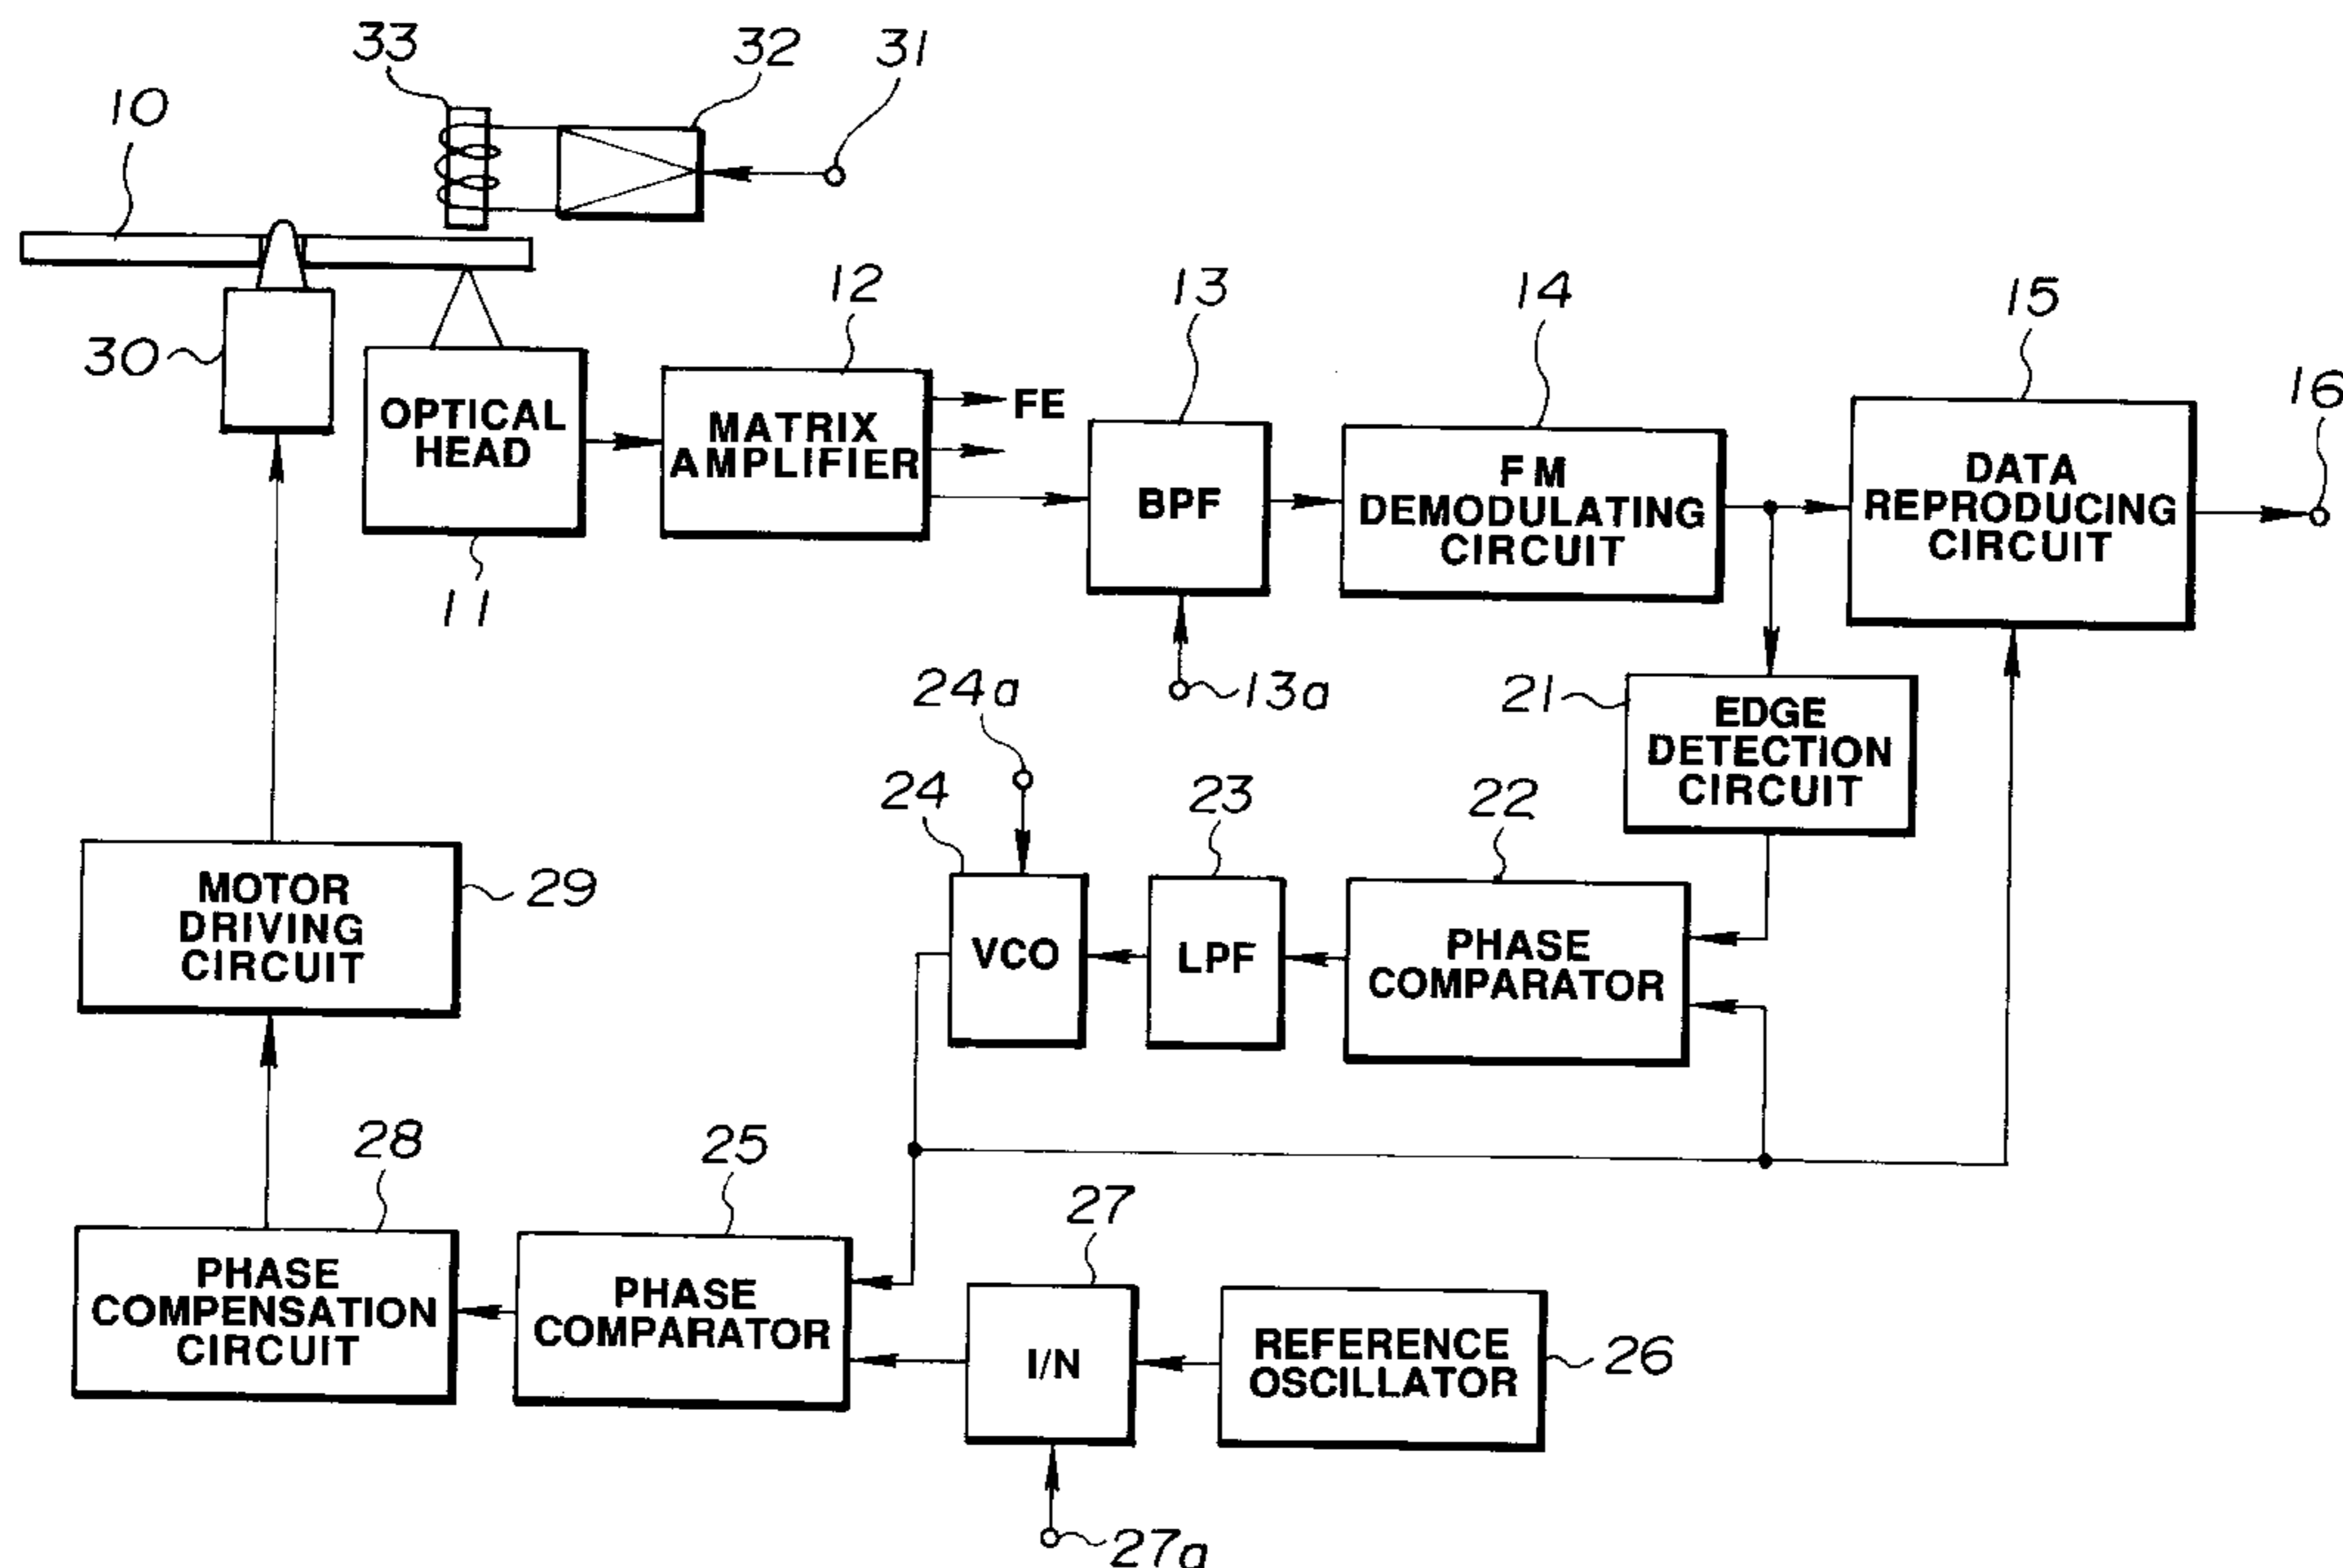 33
32
31
10
12
13
14
15
16
30
OPTICAL
HEAD
MATRIX
AMPLIFIER
FE
BPF
FM
DEMODULATING
CIRCUIT
DATA
REPRODUCING
CIRCUIT
11
13a
24a
21
EDGE
DETECTION
CIRCUIT
24
23
22
MOTOR
DRIVING
CIRCUIT
29
VCO
LPF
PHASE
COMPARATOR
28
25
27
PHASE
COMPENSATION
CIRCUIT
PHASE
COMPARATOR
I/N
REFERENCE
OSCILLATOR
26
27a